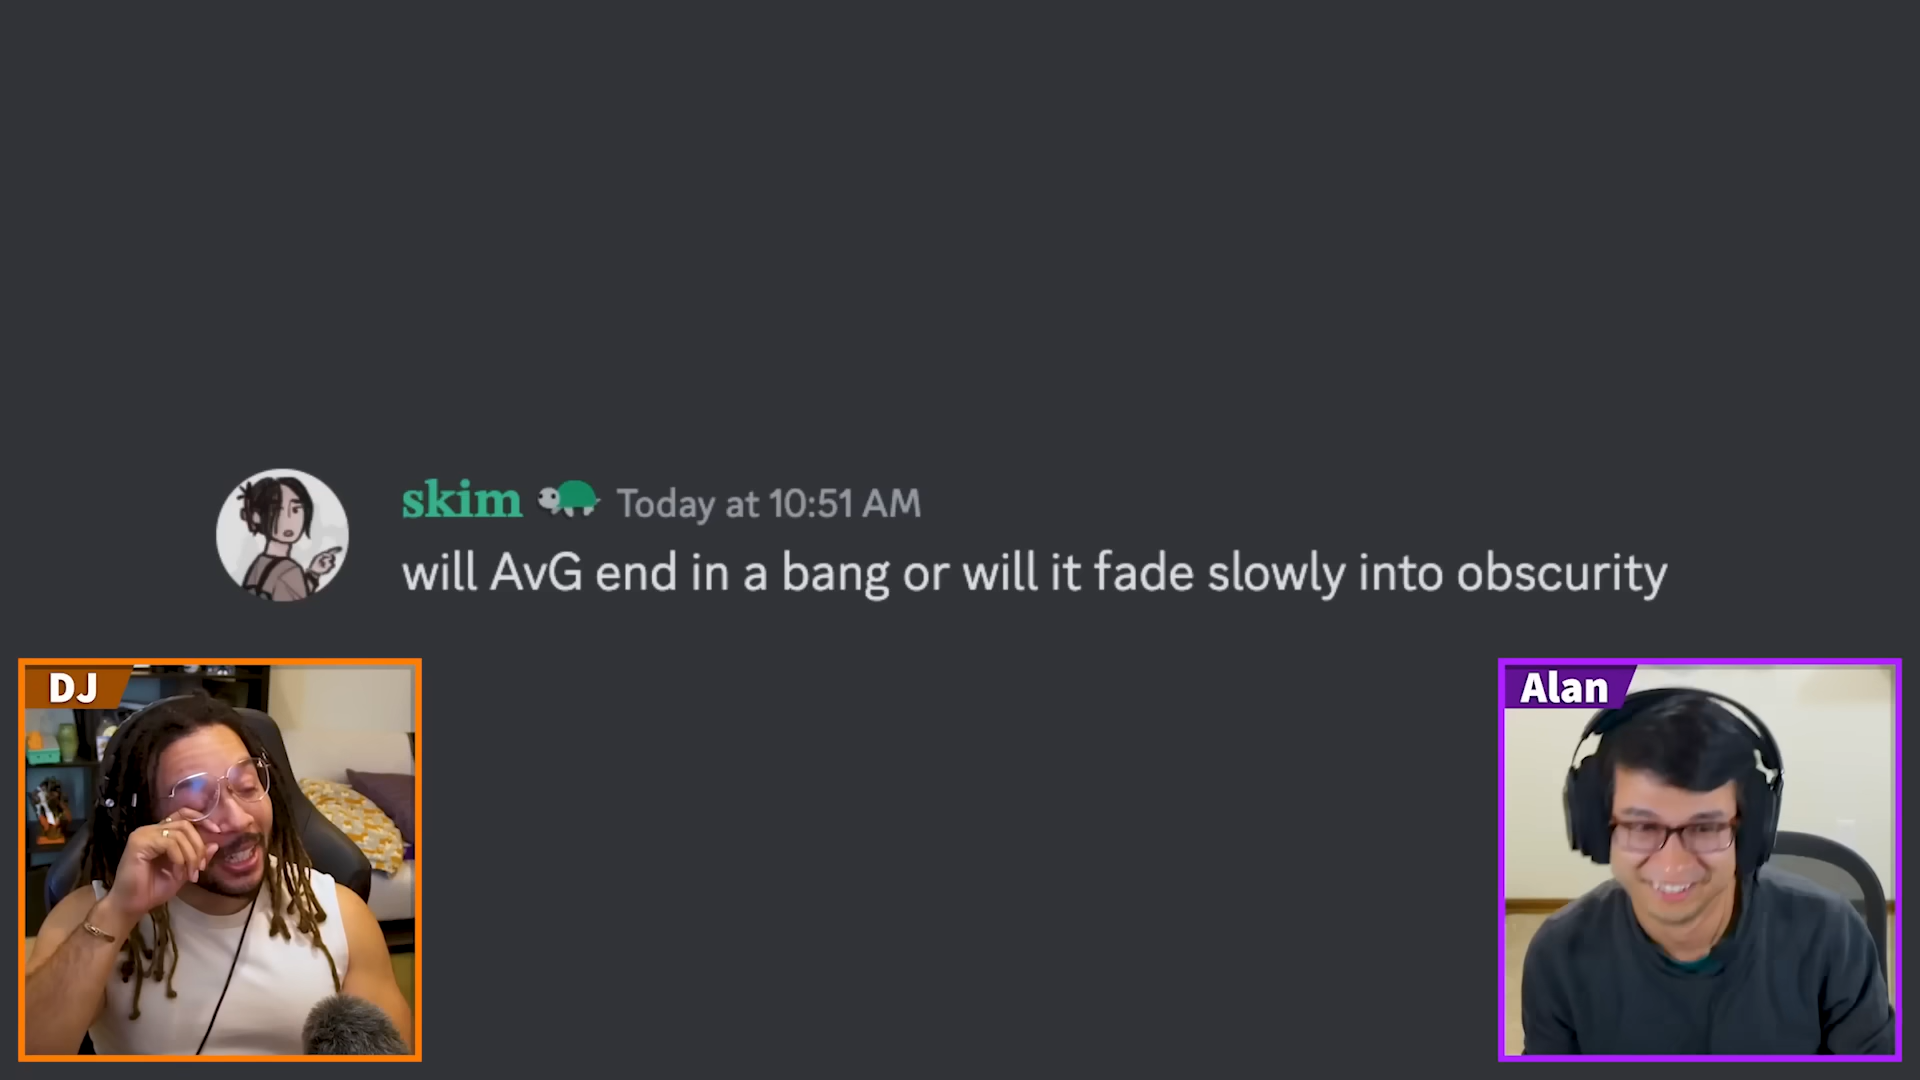 skim Today at 10:51 AM
will AvG end in a bang or will it fade slowly into obscurity
DJ
Alan